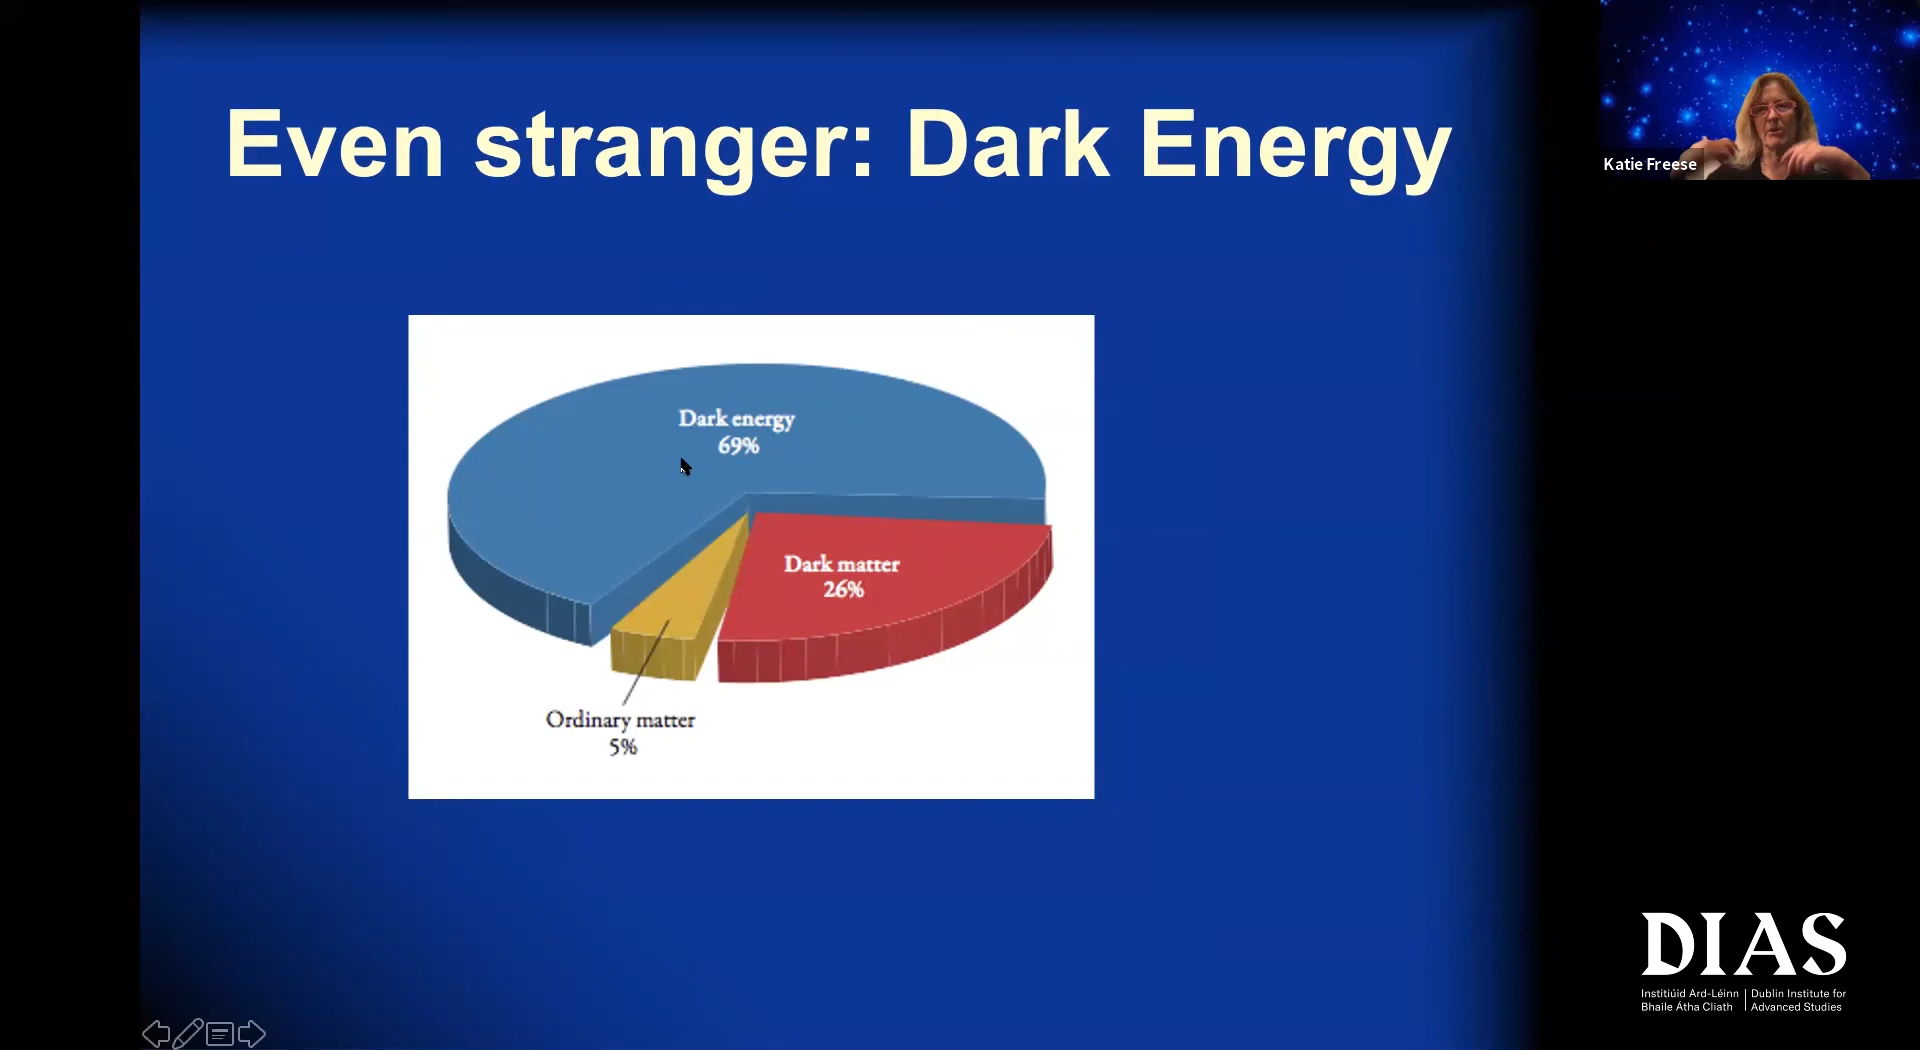 Even stranger: Dark Energy
Katie Freese
Dark energy
69%
Dark matter
26%
Ordinary matter
5%
DIAS
Institiúid Ard-Léinn
Bhaile Átha Cliath
Dublin Institute for
Advanced Studies